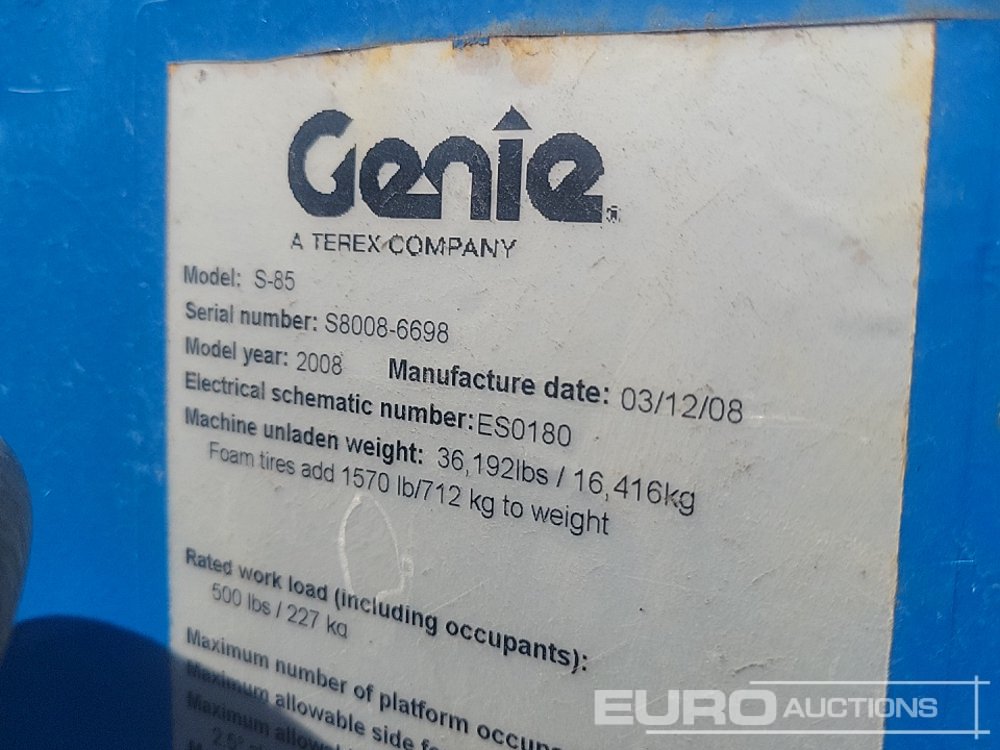 Genie
A TEREX COMPANY
Model: S-85
Serial number: S8008-6698
Model year: 2008 Manufacture date: 03/12/08
Electrical schematic number: ES0180
Machine unladen weight: 36,192lbs / 16,416kg
Foam tires add 1570 lb/712 kg to weight
Rated work load (including occupants):
500 lbs / 227 kg
Maximum number of platform
Maximum allowable side
Maximum
EURO AUCTIONS